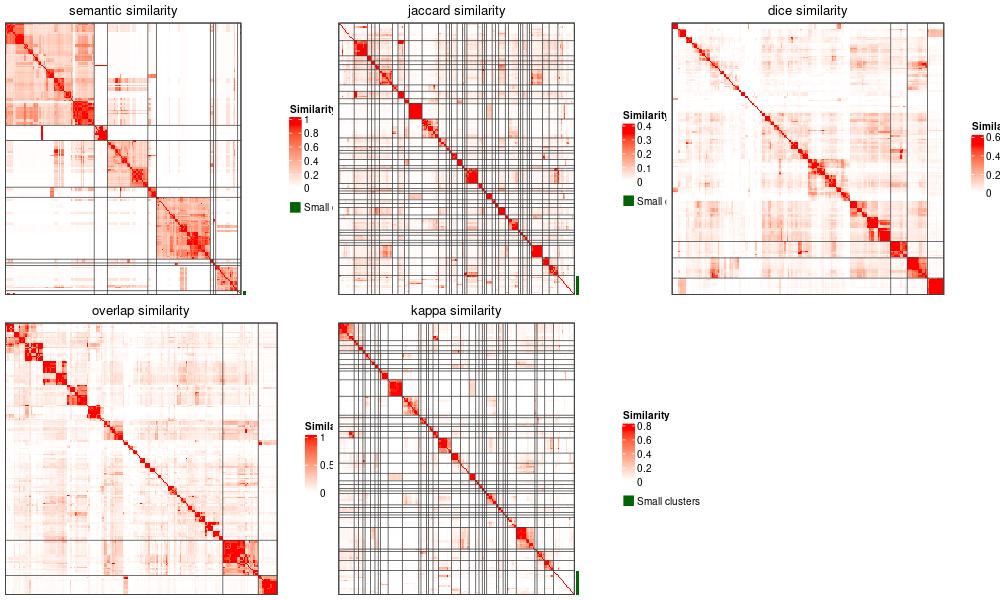 semantic similarity
Similarity
1
0.8
0.6
0.4
0.2
0
Small
jaccard similarity
Similarity
0.4
0.3
0.2
0.1
0
Small
dice similarity
Simila
0.6
0.4
0.2
0
overlap similarity
Simila
1
0.5
0
kappa similarity
Similarity
0.8
0.6
0.4
0.2
0
Small clusters